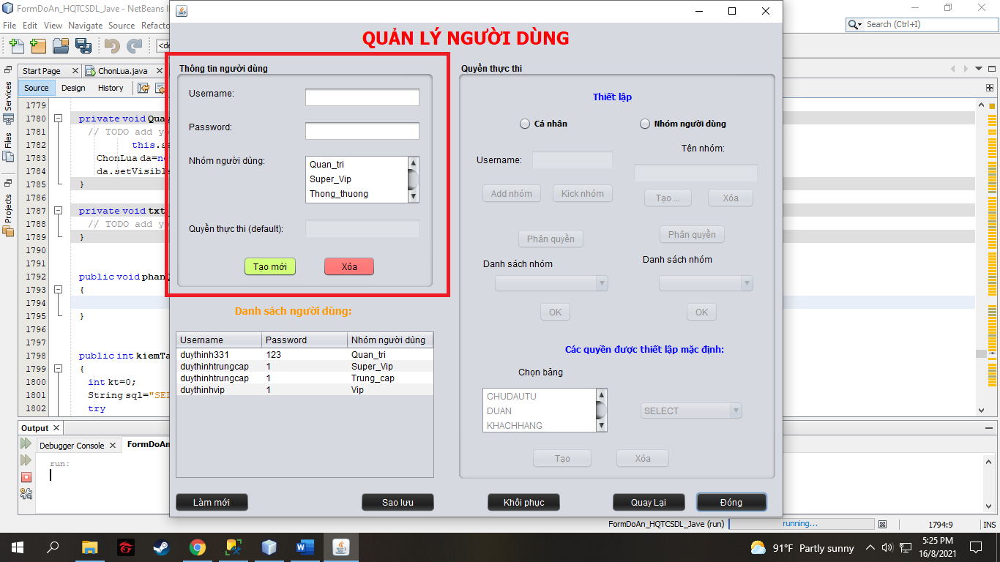 FormDoAn_HQTCSDL_Jave - NetBeans I
File Edit View Navigate Source Refacto
Search (Ctrl+I)
<de
Start Page
ChonLua.java
Source Design History
Services
Files
Projects
1779
1780 private void Quay
1781 // TODO add y
1782 this.se
1783 ChonLua da=ne
1784 da.setVisible
1785 }
1786
1787 private void txt
1788 // TODO add y
1789 }
1790
1791
1792 public void phanQ
1793 {
1794
1795 }
1796
1797
1798 public int kiemTa
1799 {
1800 int kt=0;
1801 String sql="SEL
1802 try
Output
Debugger Console
FormDoAn
run:
QUẢN LÝ NGƯỜI DÙNG
Thông tin người dùng
Username:
Password:
Nhóm người dùng:
Quan_tri
Super_Vip
Thong_thuong
Quyền thực thi (default):
Tạo mới
Xóa
Danh sách người dùng:
Username Password Nhóm người dùng
duythinh331 123 Quan_tri
duythinhtrungcap 1 Super_Vip
duythinhtrungcap 1 Trung_cap
duythinhvip 1 Vip
Quyền thực thi
Thiết lập
Cá nhân
Nhóm người dùng
Tên nhóm:
Username:
Add nhóm
Kick nhóm
Tạo ...
Xóa
Phân quyền
Phân quyền
Danh sách nhóm
Danh sách nhóm
OK
OK
Các quyền được thiết lập mặc định:
Chọn bảng
CHUDAUTU
DUAN
KHACHHANG
SELECT
Tạo
Xóa
Làm mới
Sao lưu
Khôi phục
Quay Lại
Đóng
FormDoAn_HQTCSDL_Jave (run)
running...
1794:9
INS
91°F Partly sunny
5:25 PM
16/8/2021